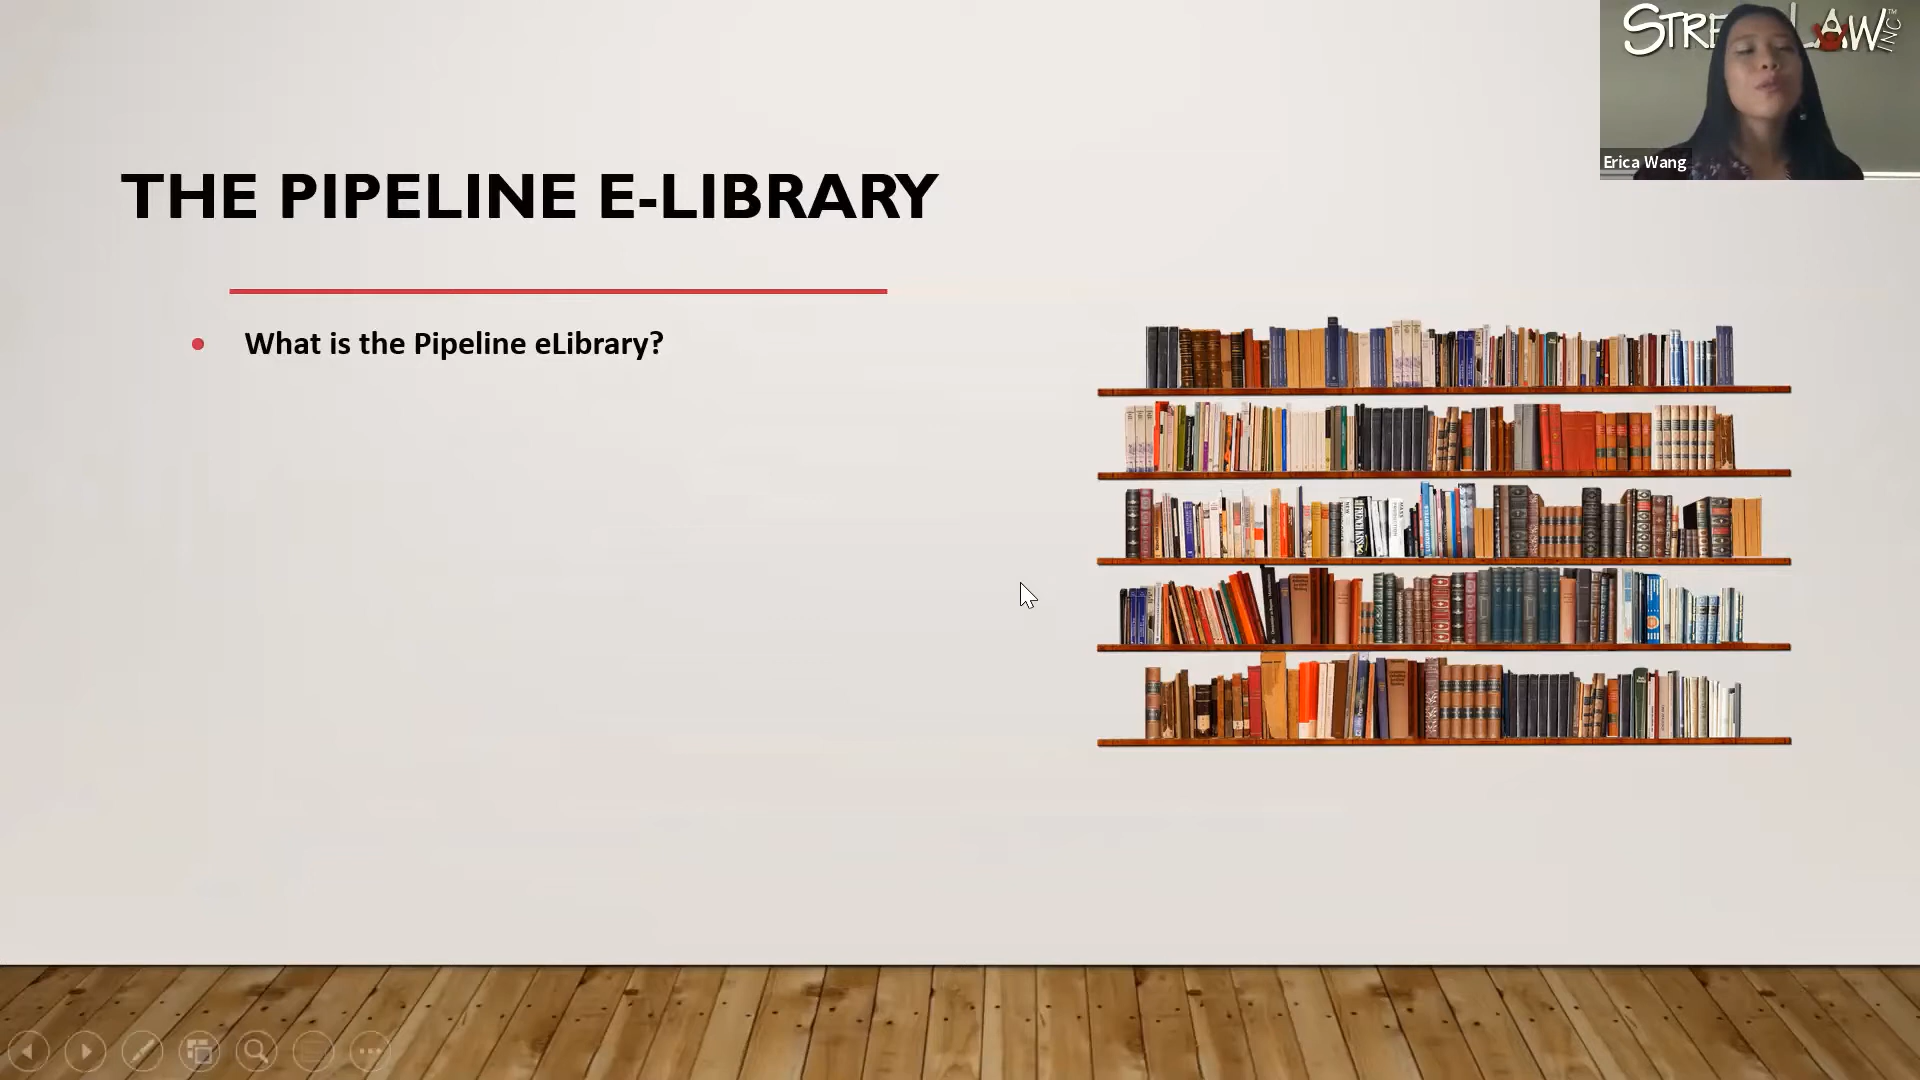 THE PIPELINE E-LIBRARY
What is the Pipeline eLibrary?
Erica Wang